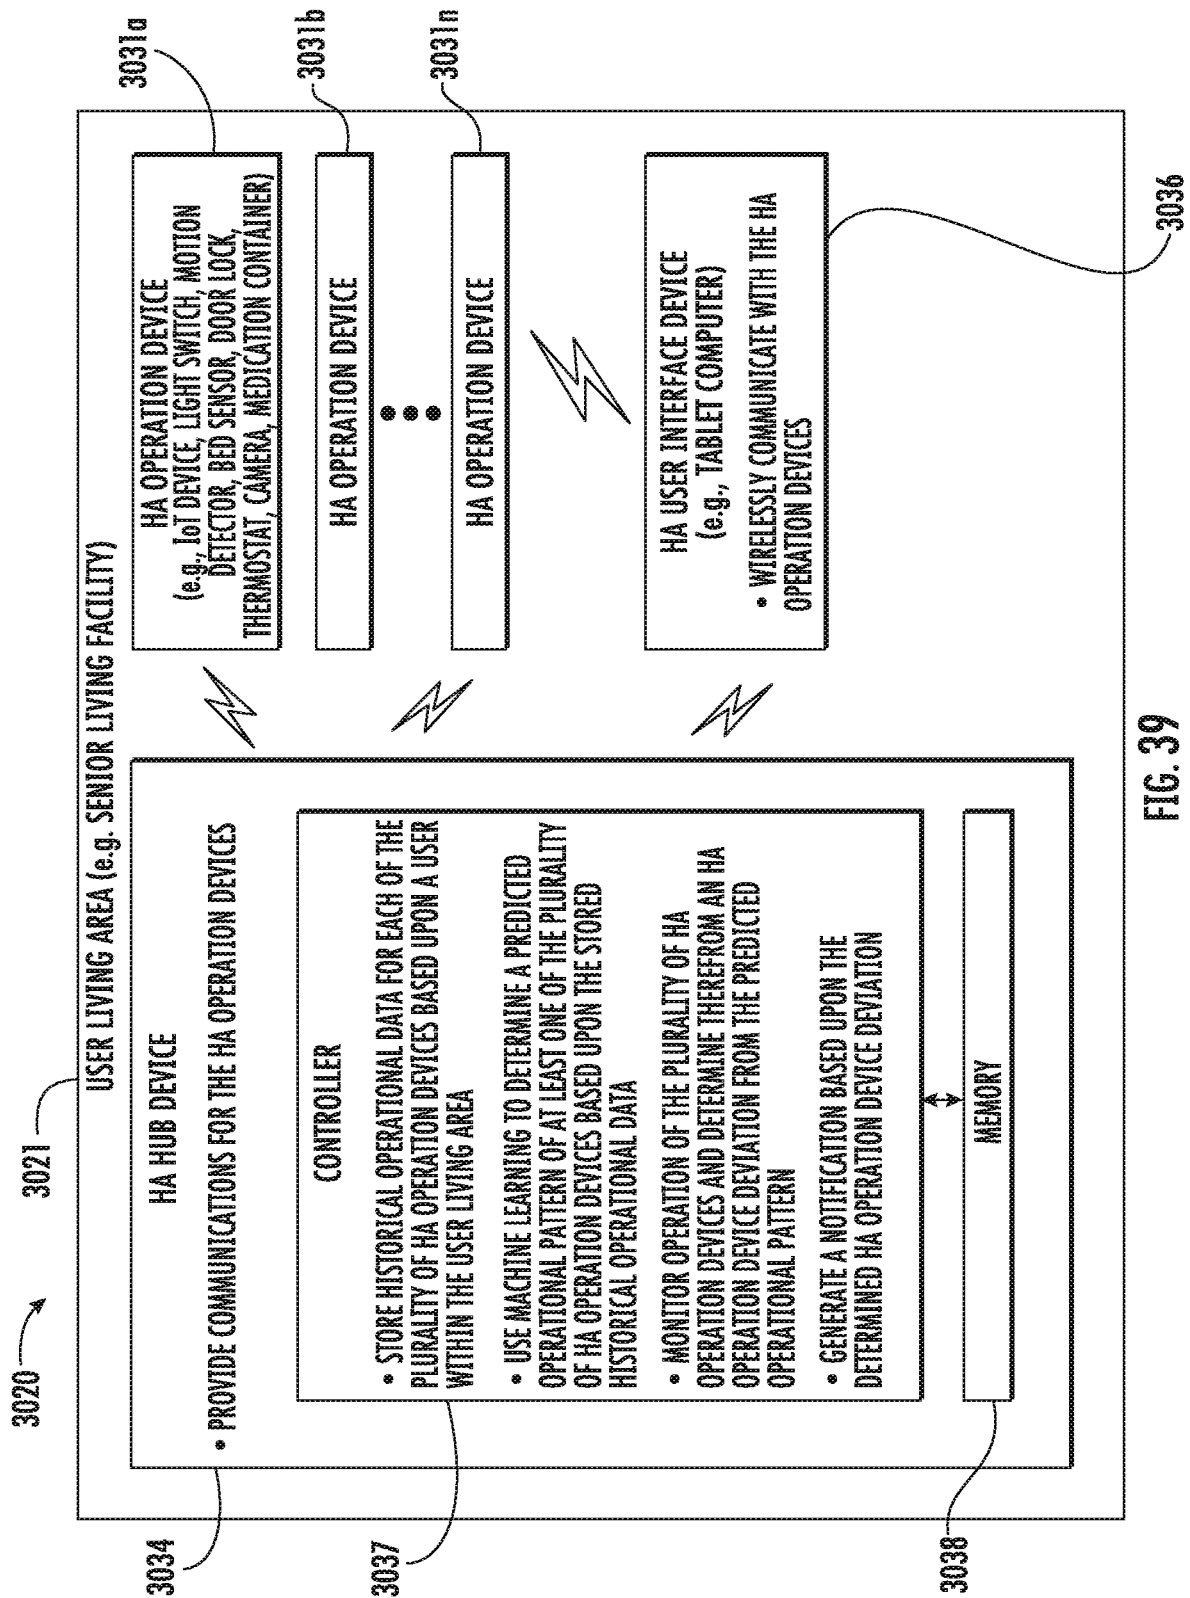 3020
3021
USER LIVING AREA (e.g. SENIOR LIVING FACILITY)
3034
HA HUB DEVICE
• PROVIDE COMMUNICATIONS FOR THE HA OPERATION DEVICES
3037
CONTROLLER
• STORE HISTORICAL OPERATIONAL DATA FOR EACH OF THE
PLURALITY OF HA OPERATION DEVICES BASED UPON A USER
WITHIN THE USER LIVING AREA
• USE MACHINE LEARNING TO DETERMINE A PREDICTED
OPERATIONAL PATTERN OF AT LEAST ONE OF THE PLURALITY
OF HA OPERATION DEVICES BASED UPON THE STORED
HISTORICAL OPERATIONAL DATA
• MONITOR OPERATION OF THE PLURALITY OF HA
OPERATION DEVICES AND DETERMINE THEREFROM AN HA
OPERATION DEVICE DEVIATION FROM THE PREDICTED
OPERATIONAL PATTERN
• GENERATE A NOTIFICATION BASED UPON THE
DETERMINED HA OPERATION DEVICE DEVIATION
3038
MEMORY
3031a
HA OPERATION DEVICE
(e.g., IoT DEVICE, LIGHT SWITCH, MOTION
DETECTOR, BED SENSOR, DOOR LOCK,
THERMOSTAT, CAMERA, MEDICATION CONTAINER)
3031b
HA OPERATION DEVICE
3031n
HA OPERATION DEVICE
HA USER INTERFACE DEVICE
(e.g., TABLET COMPUTER)
• WIRELESSLY COMMUNICATE WITH THE HA
OPERATION DEVICES
3036
FIG. 39